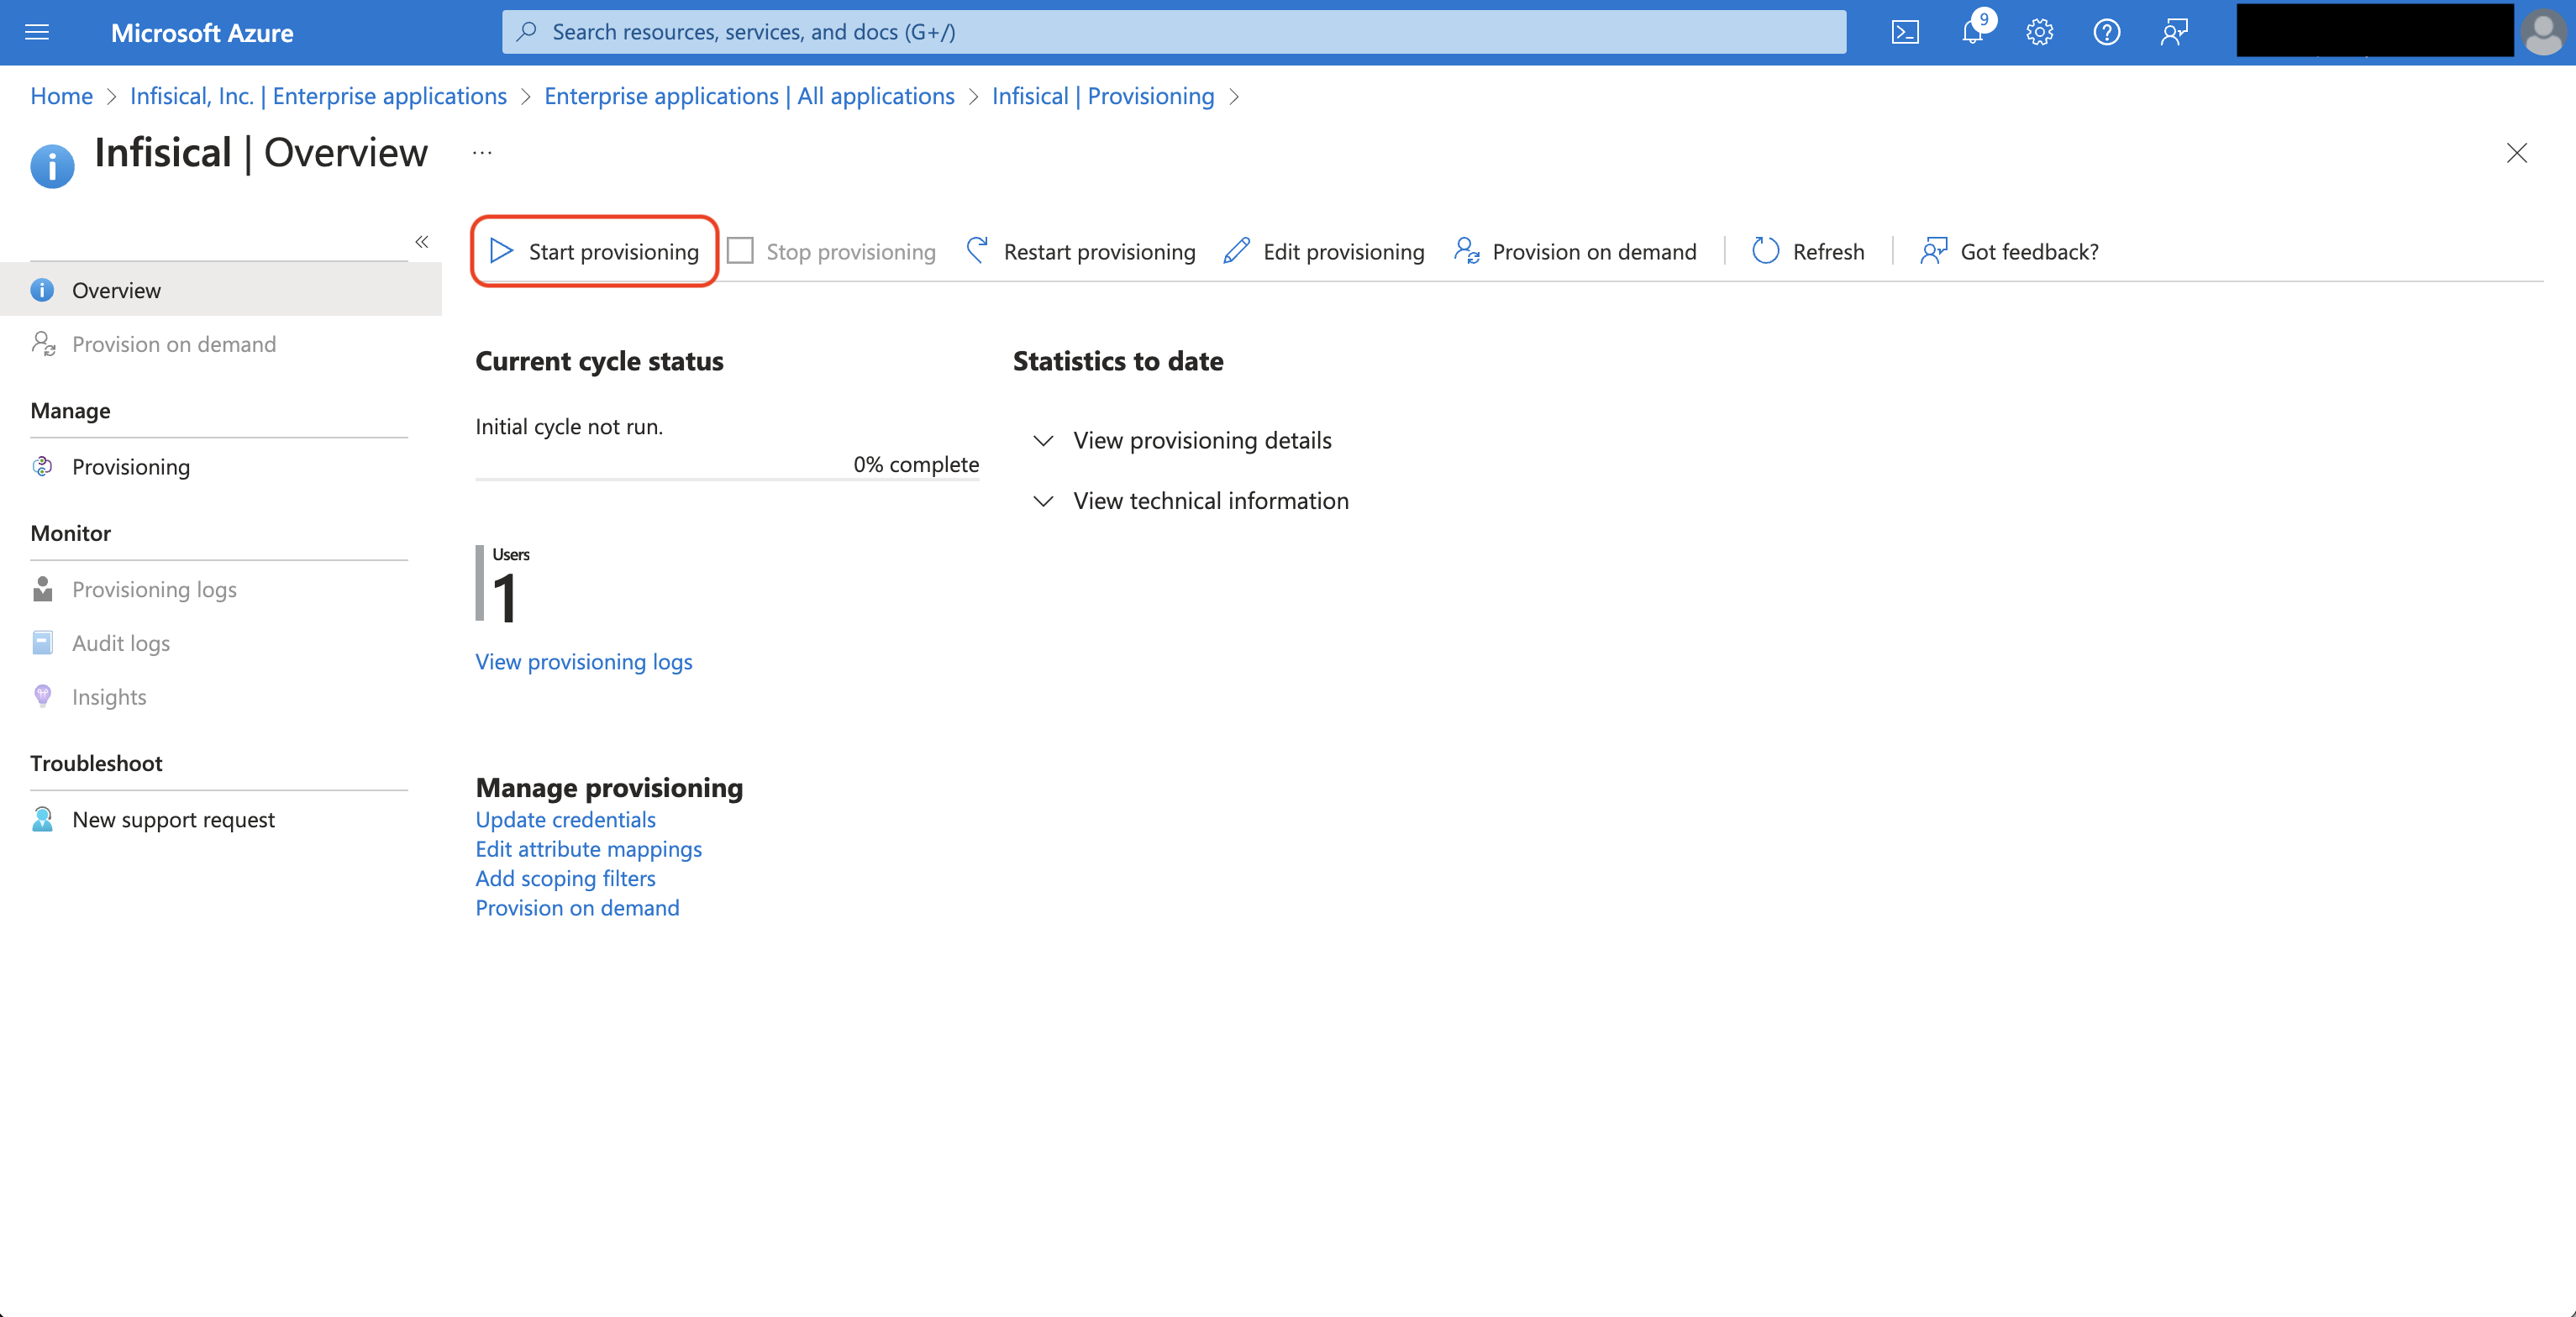 Microsoft Azure
Search resources, services, and docs (G+/)
9
Home > Infisical, Inc. | Enterprise applications > Enterprise applications | All applications > Infisical | Provisioning >
Infisical | Overview ...
Start provisioning Stop provisioning Restart provisioning Edit provisioning Provision on demand Refresh Got feedback?
Overview
Provision on demand
Manage
Provisioning
Monitor
Provisioning logs
Audit logs
Insights
Troubleshoot
New support request
Current cycle status
Initial cycle not run.
0% complete
Users
1
View provisioning logs
Manage provisioning
Update credentials
Edit attribute mappings
Add scoping filters
Provision on demand
Statistics to date
View provisioning details
View technical information